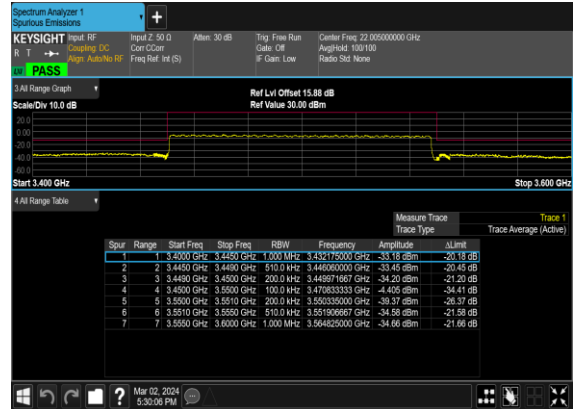 Spectrum Analyzer 1
Spurious Emissions
+
KEYSIGHT Input: RF Input Z: 50 Ω Atten: 30 dB Trig: Free Run Center Freq: 22.005000000 GHz
R T Coupling: DC Corr CCorr Gate: Off Avg|Hold: 100/100
Align: Auto/No RF Freq Ref: Int (S) IF Gain: Low Radio Std: None
PASS
3 All Range Graph
Ref Lvl Offset 15.88 dB
Scale/Div 10.0 dB Ref Value 30.00 dBm
20.0
0.00
-20.0
-40.0
-60.0
Start 3.400 GHz Stop 3.600 GHz
4 All Range Table
Measure Trace Trace 1
Trace Type Trace Average (Active)
Spur Range Start Freq Stop Freq RBW Frequency Amplitude ΔLimit
1 1 3.4000 GHz 3.4450 GHz 1.000 MHz 3.432175000 GHz -33.18 dBm -20.18 dB
2 2 3.4450 GHz 3.4490 GHz 510.0 kHz 3.446060000 GHz -33.45 dBm -20.45 dB
3 3 3.4490 GHz 3.4500 GHz 200.0 kHz 3.449971667 GHz -34.20 dBm -21.20 dB
4 4 3.4500 GHz 3.5500 GHz 100.0 kHz 3.470833333 GHz -4.405 dBm -34.41 dB
5 5 3.5500 GHz 3.5510 GHz 200.0 kHz 3.550335000 GHz -39.37 dBm -26.37 dB
6 6 3.5510 GHz 3.5550 GHz 510.0 kHz 3.551906667 GHz -34.58 dBm -21.58 dB
7 7 3.5550 GHz 3.6000 GHz 1.000 MHz 3.564825000 GHz -34.66 dBm -21.66 dB
? Mar 02, 2024
5:30:06 PM